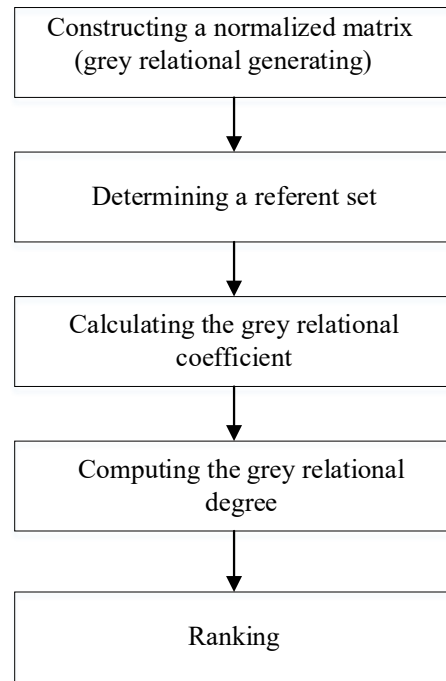 Constructing a normalized matrix
(grey relational generating)
Determining a referent set
Calculating the grey relational
coefficient
Computing the grey relational
degree
Ranking